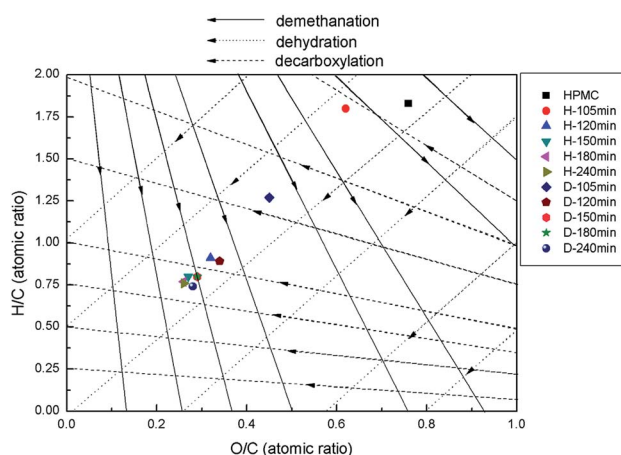 demethanation
dehydration
decarboxylation
2.00
1.75
1.50
1.25
1.00
0.75
0.50
0.25
0.00
H/C (atomic ratio)
0.0
0.2
0.4
0.6
0.8
1.0
O/C (atomic ratio)
HPMC
H-105min
H-120min
H-150min
H-180min
H-240min
D-105min
D-120min
D-150min
D-180min
D-240min